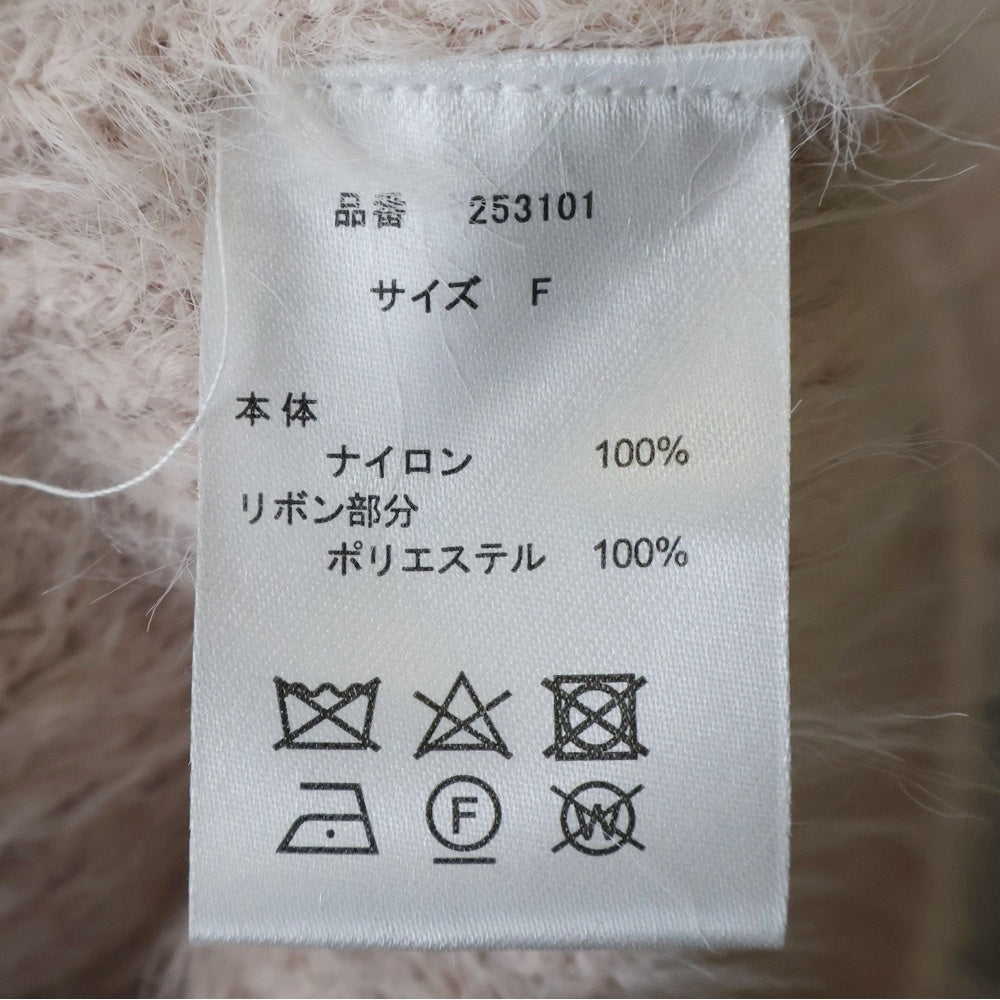 品番 253101
サイズ F
本体
ナイロン 100%
リボン部分
ポリエステル 100%
F W